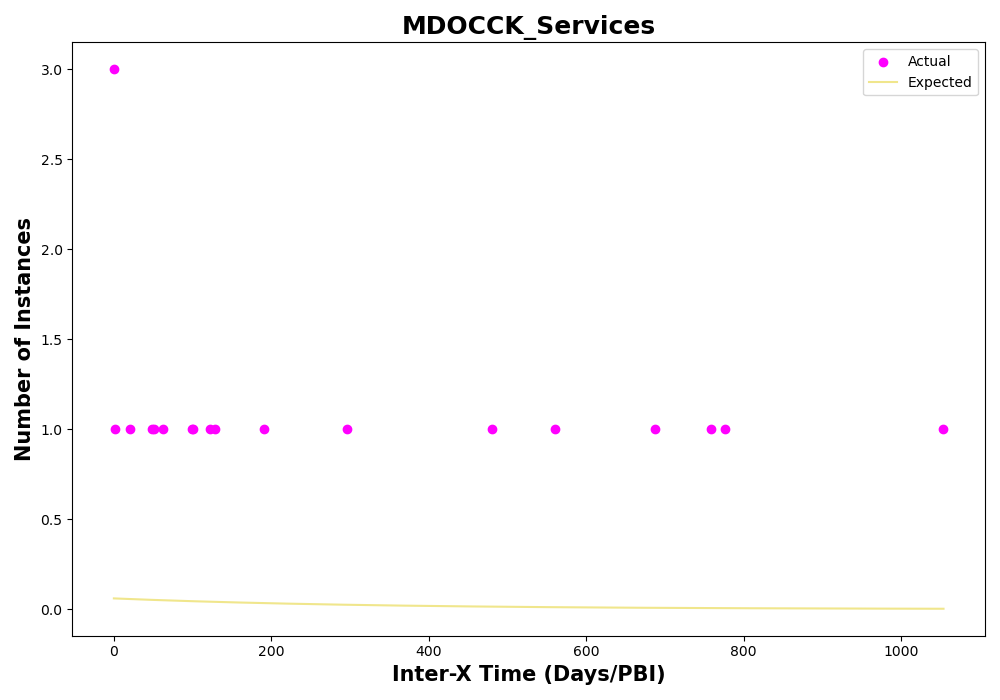 MDOCCK_Services
Actual
Expected
Number of Instances
3.0
2.5
2.0
1.5
1.0
0.5
0.0
0 200 400 600 800 1000
Inter-X Time (Days/PBI)